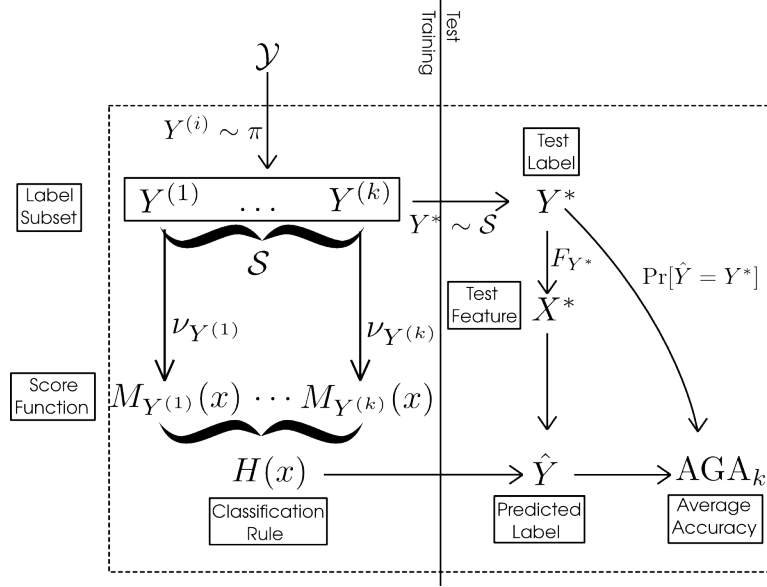 Training
Test
𝒴
Y^{(i)} ∼ π
Test
Label
Label
Subset
Y^{(1)} … Y^{(k)}
Y^*
Y^* ∼ 𝒮
𝒮
F_{Y^*}
Pr[Ŷ = Y^*]
Test
Feature
X^*
ν_{Y^{(1)}}
ν_{Y^{(k)}}
Score
Function
M_{Y^{(1)}}(x) ⋯ M_{Y^{(k)}}(x)
H(x)
Ŷ
AGA_k
Classification
Rule
Predicted
Label
Average
Accuracy